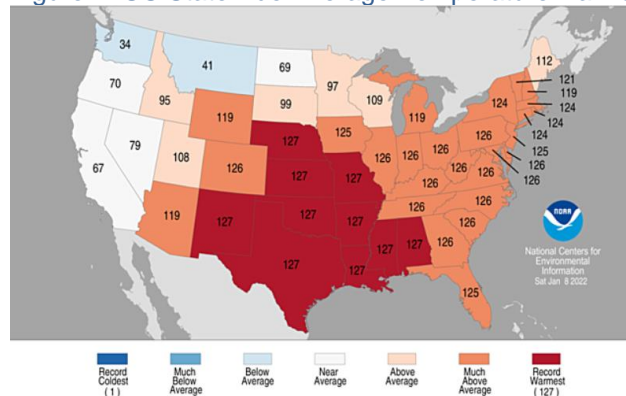 34
41
69
97
112
70
95
99
109
121
119
119
119
124
124
124
79
108
127
125
126
126
126
126
124
125
67
126
127
127
126
126
126
126
126
119
127
127
127
126
126
127
127
127
126
127
125
NOAA
National Centers for
Environmental
Information
Sat Jan 8 2022
Record
Coldest
(1)
Much
Below
Average
Below
Average
Near
Average
Above
Average
Much
Above
Average
Record
Warmest
(127)